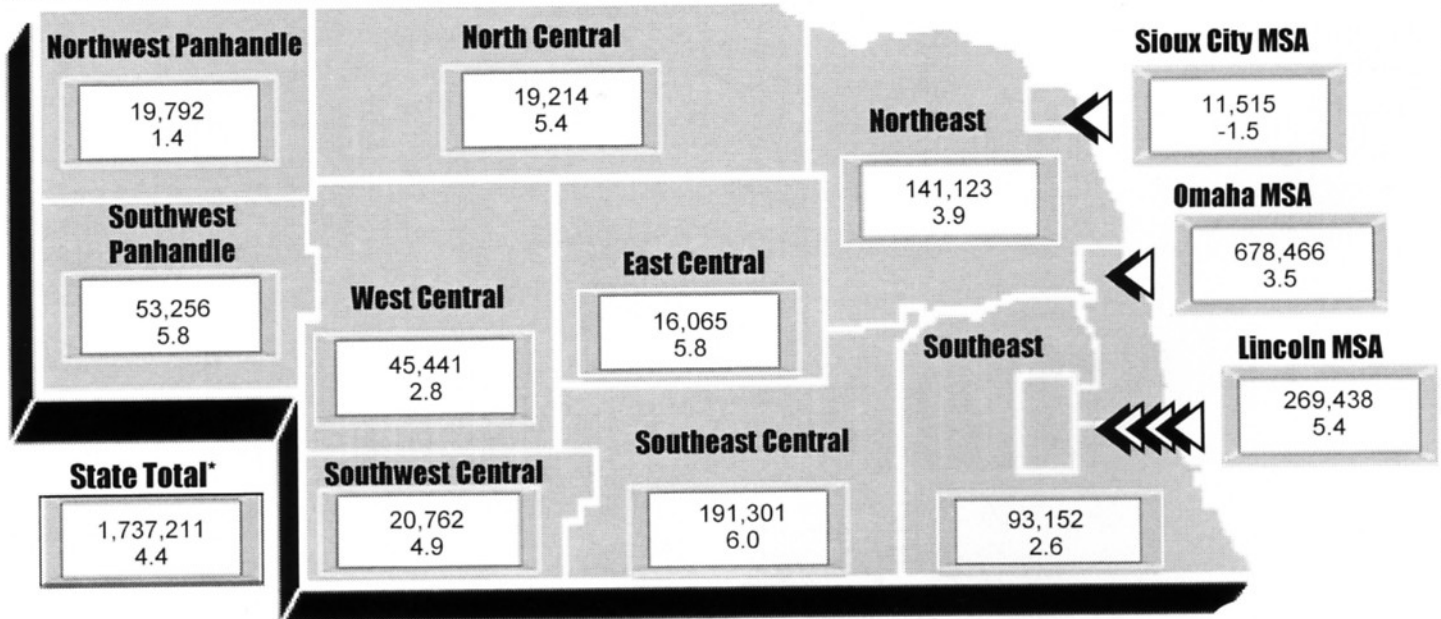 Northwest Panhandle
19,792
1.4
North Central
19,214
5.4
Sioux City MSA
11,515
-1.5
Northeast
141,123
3.9
Southwest
Panhandle
53,256
5.8
Omaha MSA
678,466
3.5
West Central
45,441
2.8
East Central
16,065
5.8
Southeast
93,152
2.6
Lincoln MSA
269,438
5.4
State Total*
1,737,211
4.4
Southwest Central
20,762
4.9
Southeast Central
191,301
6.0